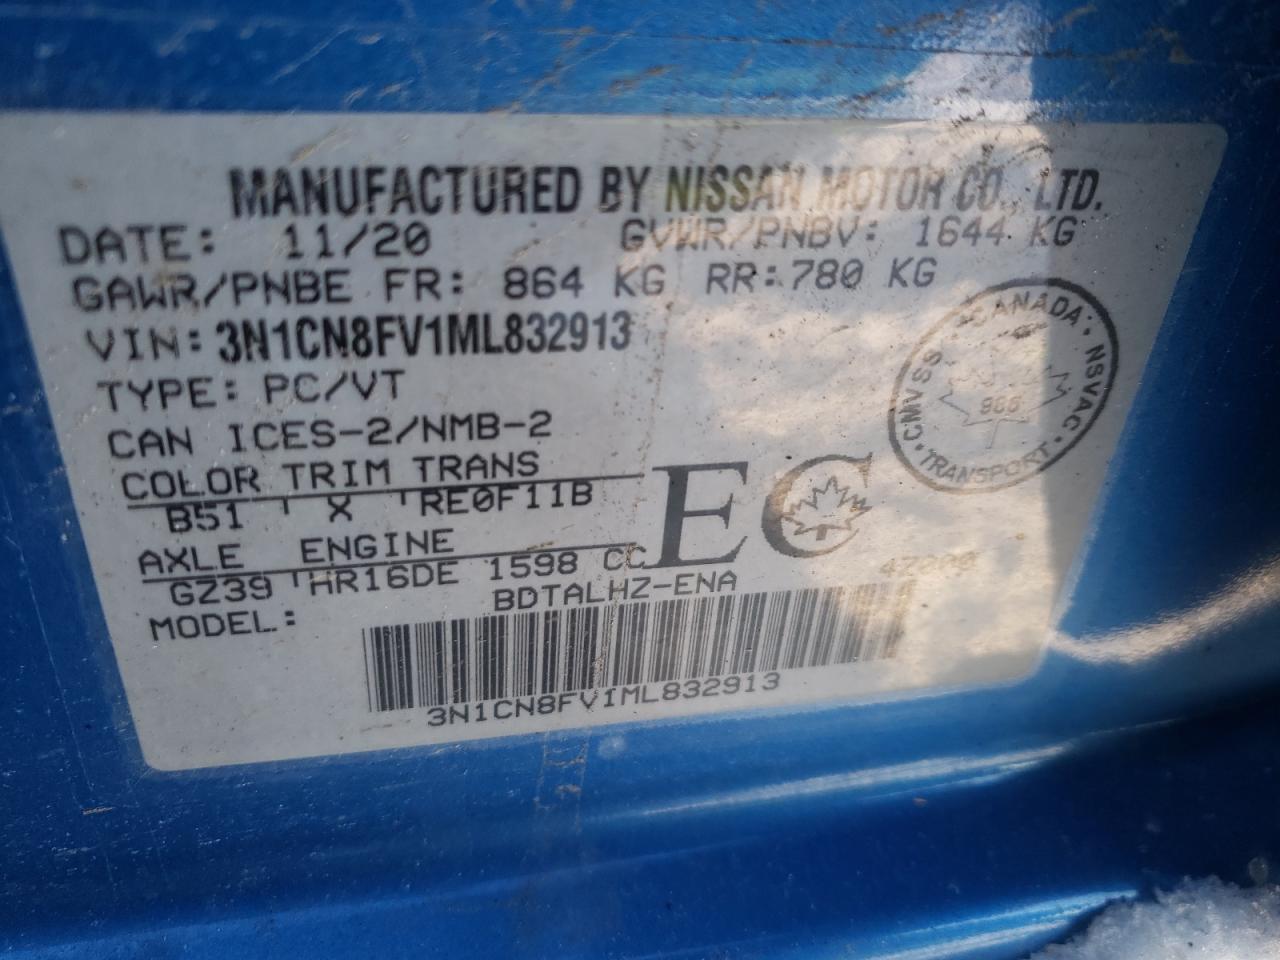 MANUFACTURED BY NISSAN MOTOR CO., LTD.
DATE: 11/20 GVWR/PNBV: 1644 KG
GAWR/PNBE FR: 864 KG RR: 780 KG
VIN: 3N1CN8FV1ML832913
TYPE: PC/VT
CAN ICES-2/NMB-2
COLOR TRIM TRANS
B51 X RE0F11B
AXLE ENGINE
GZ39 HR16DE 1598 CC
MODEL: BDTALHZ-ENA
3N1CN8FV1ML832913
EC
CANADA
NSVAC
TRANSPORT
CMVSS